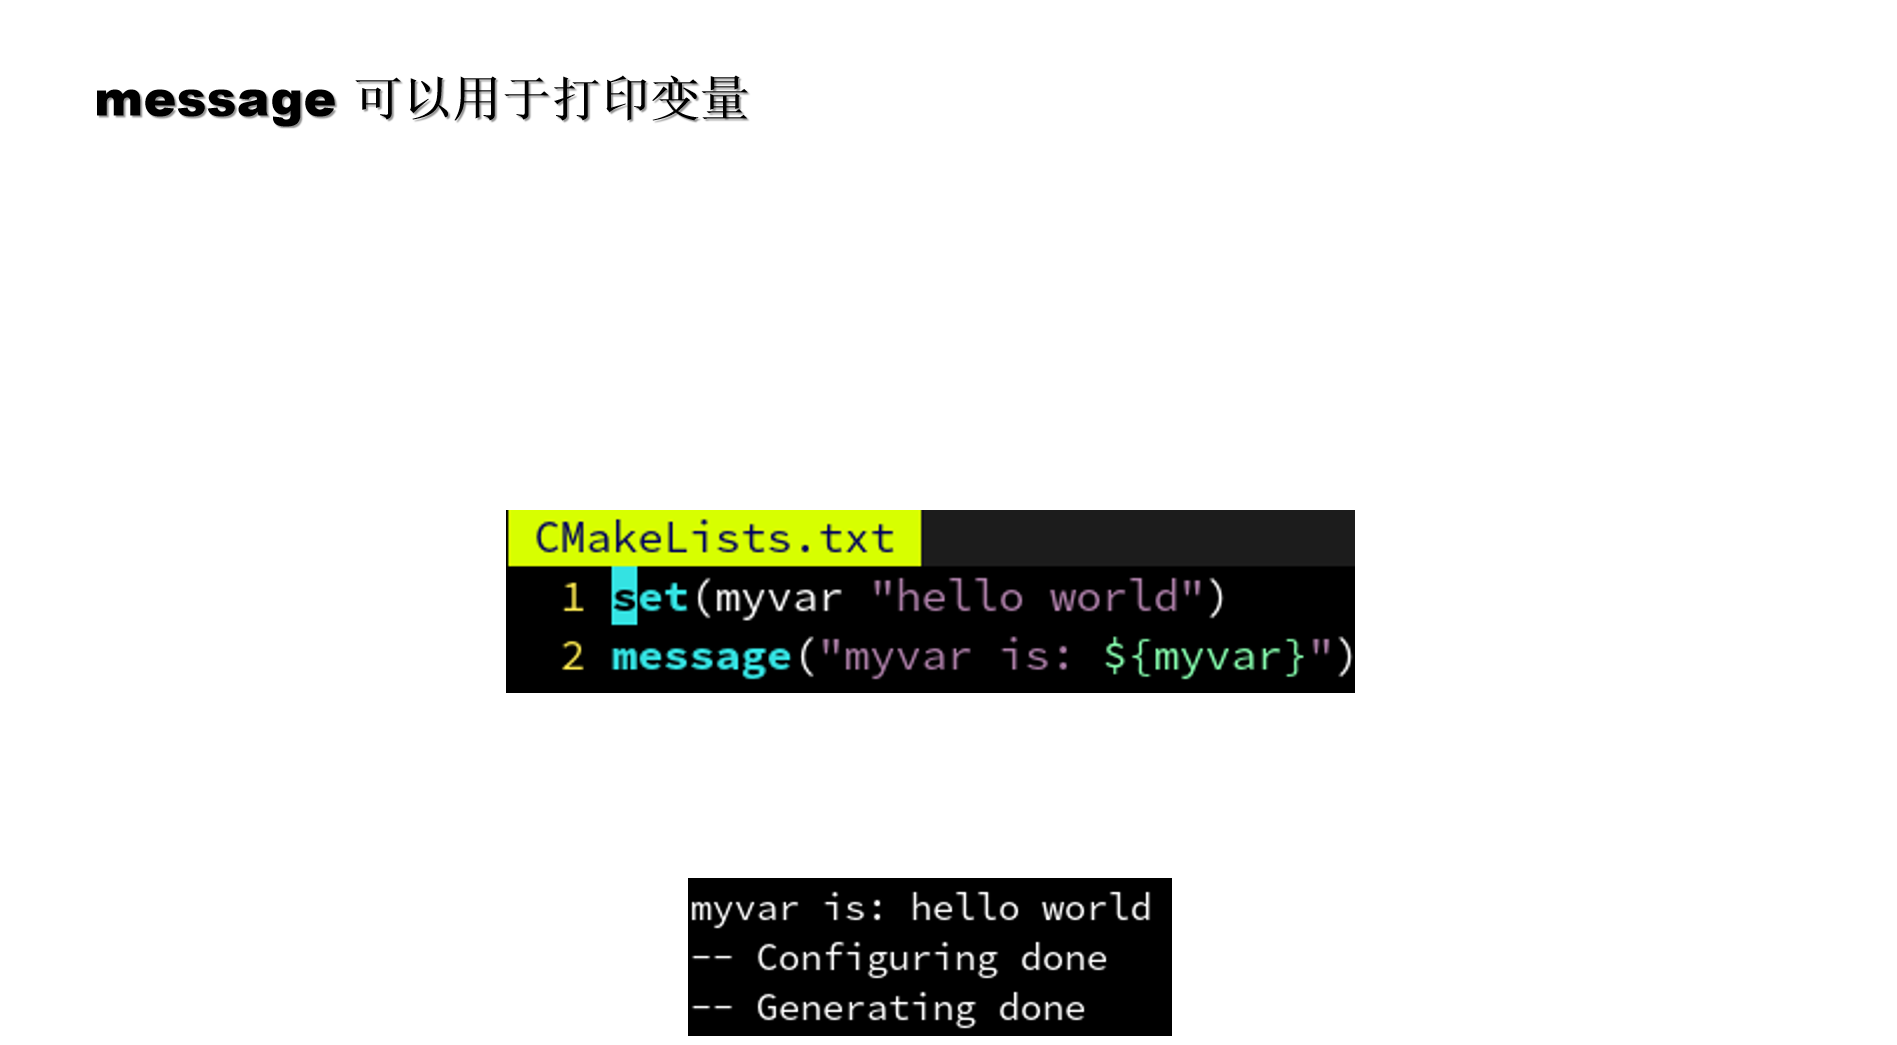 message 可以用于打印变量
CMakeLists.txt
1 set(myvar "hello world")
2 message("myvar is: ${myvar}")
myvar is: hello world
-- Configuring done
-- Generating done